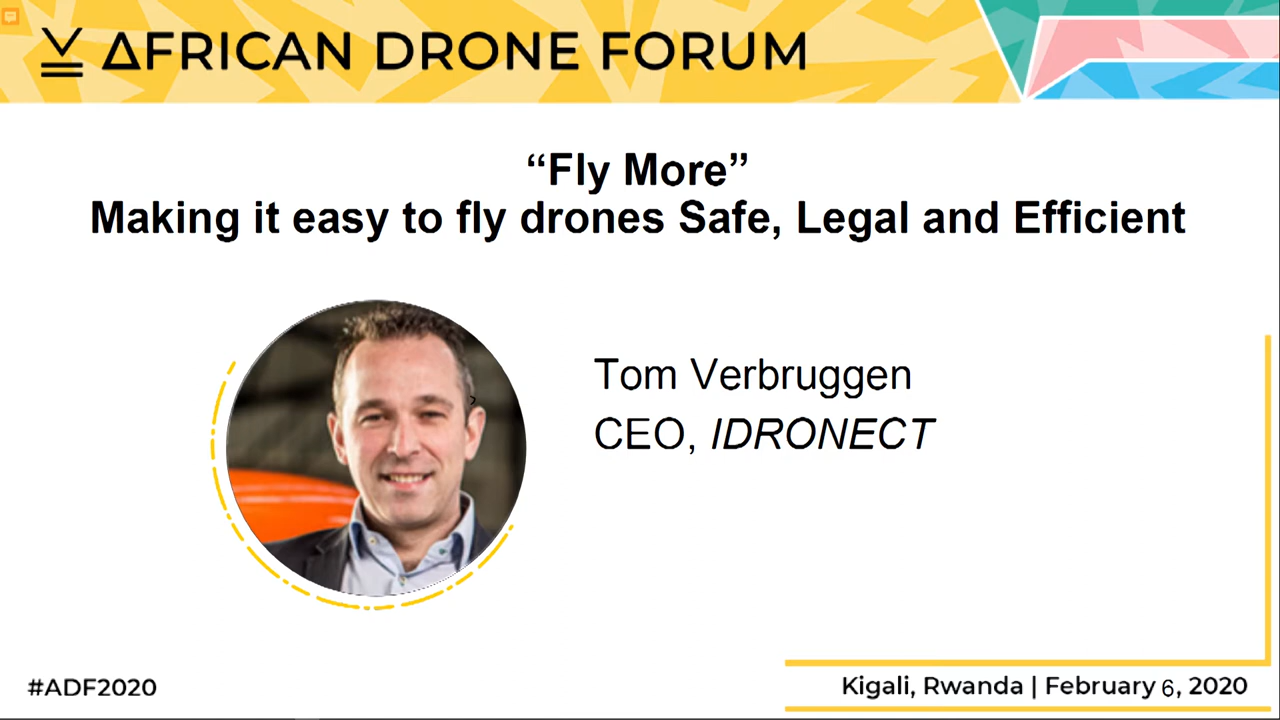 AFRICAN DRONE FORUM
“Fly More”
Making it easy to fly drones Safe, Legal and Efficient
Tom Verbruggen
CEO, IDRONECT
#ADF2020
Kigali, Rwanda | February 6, 2020